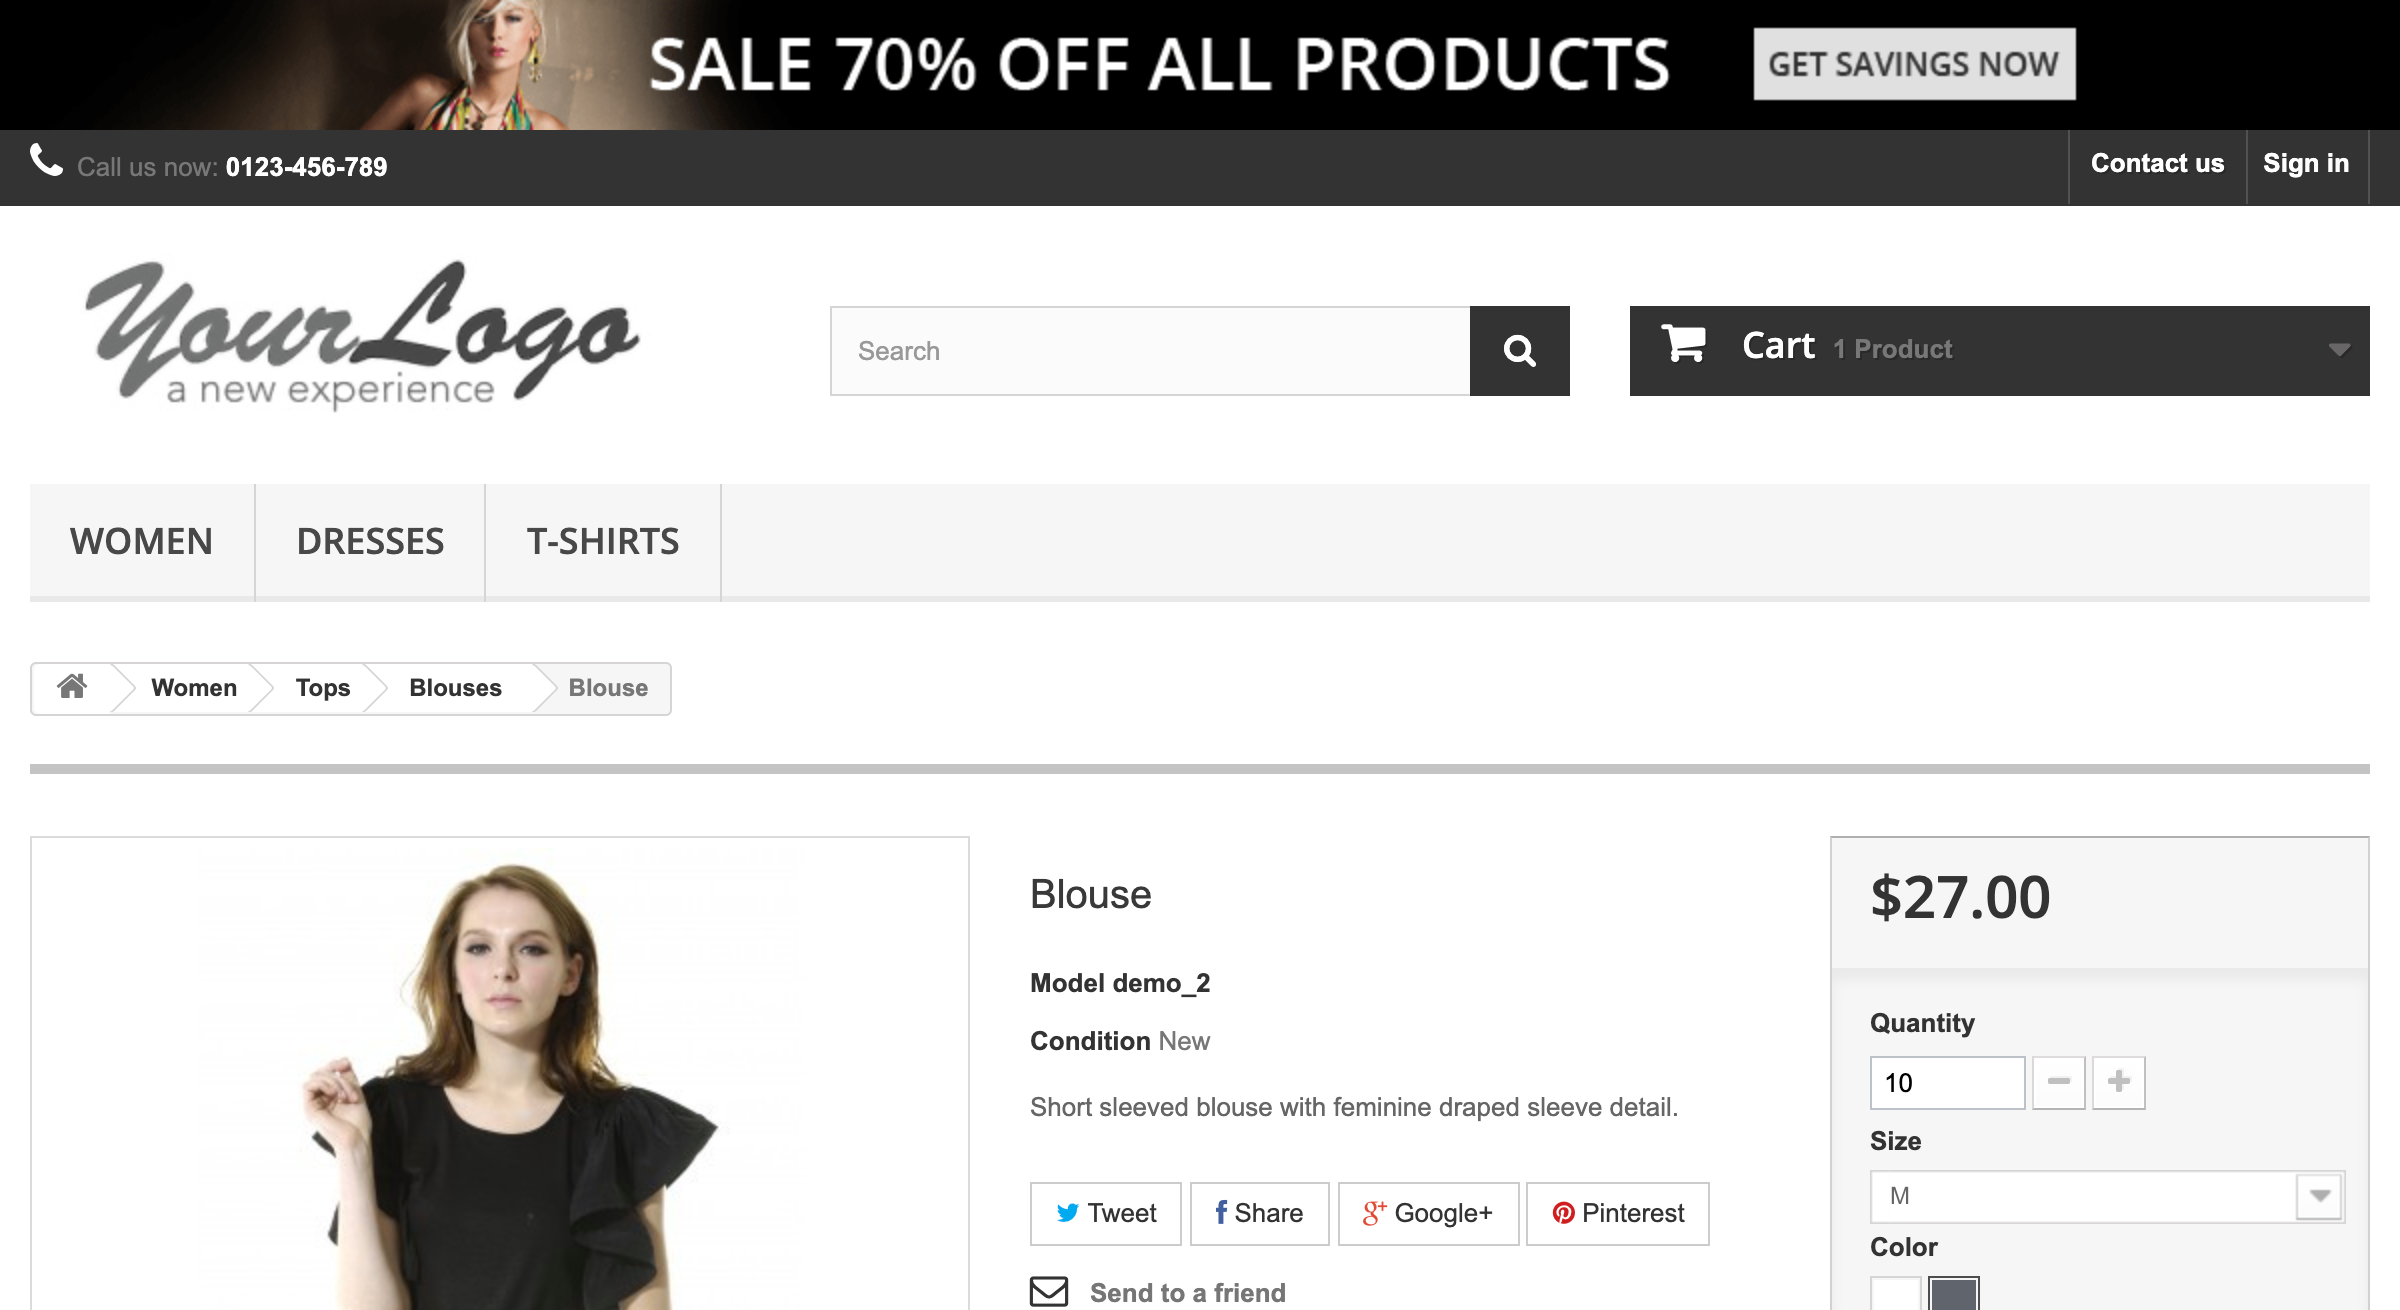 SALE 70% OFF ALL PRODUCTS GET SAVINGS NOW
Call us now: 0123-456-789 Contact us Sign in
YourLogo
a new experience
Search
Cart 1 Product
WOMEN DRESSES T-SHIRTS
Women Tops Blouses Blouse
Blouse
Model demo_2
Condition New
Short sleeved blouse with feminine draped sleeve detail.
Tweet Share Google+ Pinterest
Send to a friend
$27.00
Quantity
10
Size
M
Color